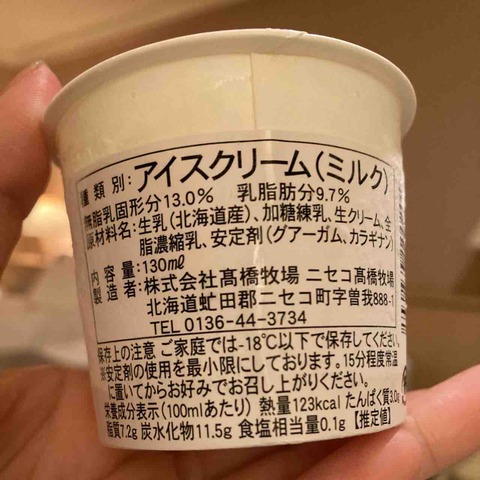 種類別:アイスクリーム(ミルク)
無脂乳固形分13.0% 乳脂肪分9.7%
原材料名:生乳(北海道産)、加糖練乳、生クリーム、全
脂濃縮乳、安定剤(グアーガム、カラギナン)
内容量:130㎖
製造者:株式会社髙橋牧場 ニセコ髙橋牧場
北海道虻田郡ニセコ町字曽我888-1
TEL 0136-44-3734
保存上の注意 ご家庭では-18℃以下で保存してください。
※安定剤の使用を最小限にしております。15分程度常温
に置いてからお好みでお召し上がりください。
栄養成分表示(100mlあたり) 熱量123kcal たんぱく質3.0g
脂質7.2g 炭水化物11.5g 食塩相当量0.1g 【推定値】